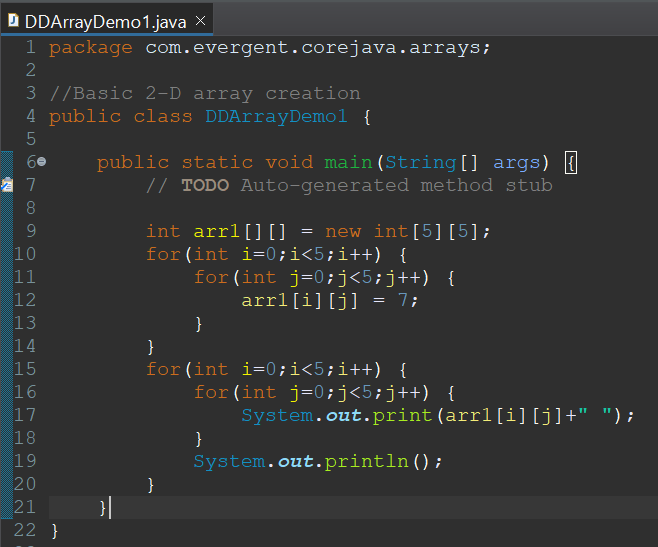 DDArrayDemo1.java ×
1 package com.evergent.corejava.arrays;
2
3 //Basic 2-D array creation
4 public class DDArrayDemo1 {
5
6     public static void main(String[] args) {
7         // TODO Auto-generated method stub
8
9         int arr1[][] = new int[5][5];
10         for(int i=0;i<5;i++) {
11             for(int j=0;j<5;j++) {
12                 arr1[i][j] = 7;
13             }
14         }
15         for(int i=0;i<5;i++) {
16             for(int j=0;j<5;j++) {
17                 System.out.print(arr1[i][j]+" ");
18             }
19             System.out.println();
20         }
21     }
22 }